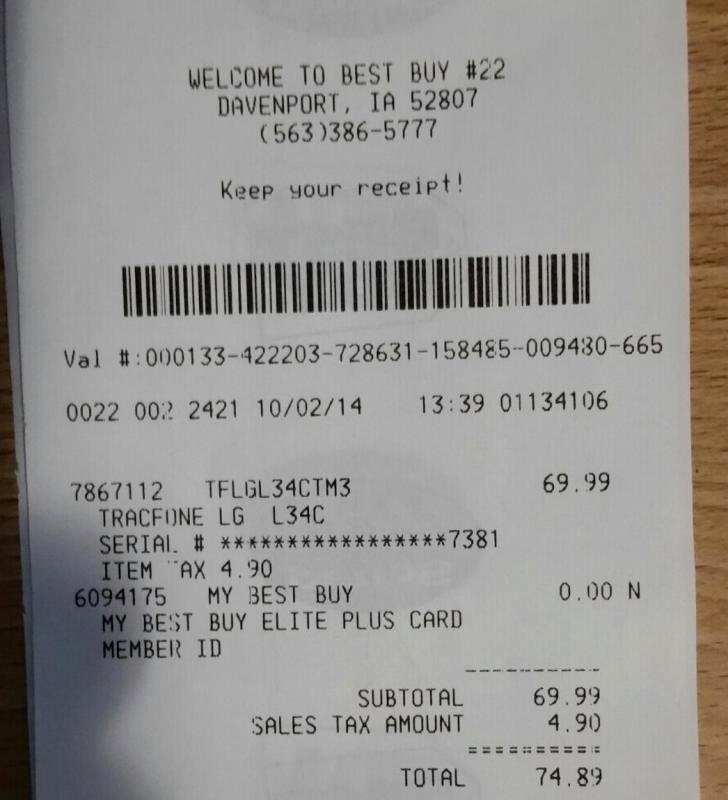 WELCOME TO BEST BUY #22
DAVENPORT, IA 52807
(563)386-5777
Keep your receipt!
Val #:000133-422203-728631-158485-009480-665
0022 002 2421 10/02/14 13:39 01134106
7867112 TFLGL34CTM3 69.99
TRACFONE LG L34C
SERIAL # *****************7381
ITEM TAX 4.90
6094175 MY BEST BUY 0.00 N
MY BEST BUY ELITE PLUS CARD
MEMBER ID
----------
SUBTOTAL 69.99
SALES TAX AMOUNT 4.90
==========
TOTAL 74.89